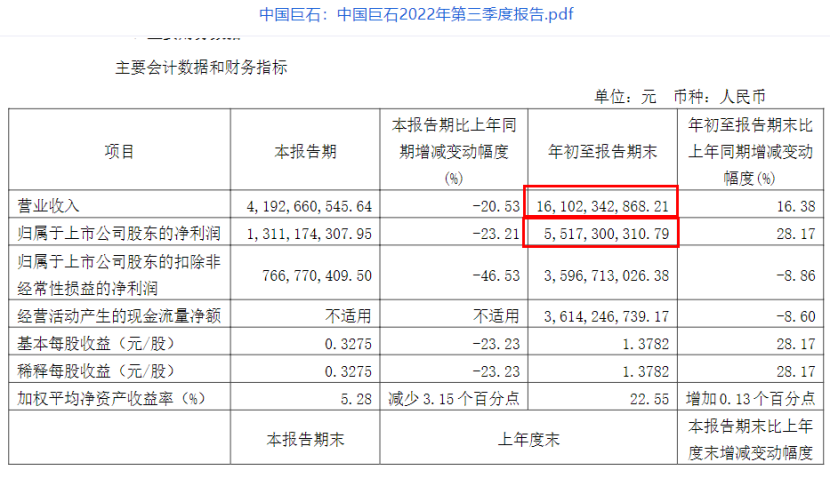 中国巨石：中国巨石2022年第三季度报告.pdf
主要会计数据和财务指标
单位：元 币种：人民币
项目 本报告期 本报告期比上年同期增减变动幅度(%) 年初至报告期末 年初至报告期末比上年同期增减变动幅度(%)
营业收入 4,192,660,545.64 -20.53 16,102,342,868.21 16.38
归属于上市公司股东的净利润 1,311,174,307.95 -23.21 5,517,300,310.79 28.17
归属于上市公司股东的扣除非经常性损益的净利润 766,770,409.50 -46.53 3,596,713,026.38 -8.86
经营活动产生的现金流量净额 不适用 不适用 3,614,246,739.17 -8.60
基本每股收益（元/股） 0.3275 -23.23 1.3782 28.17
稀释每股收益（元/股） 0.3275 -23.23 1.3782 28.17
加权平均净资产收益率（%） 5.28 减少3.15个百分点 22.55 增加0.13个百分点
本报告期末 上年度末 本报告期末比上年度末增减变动幅度